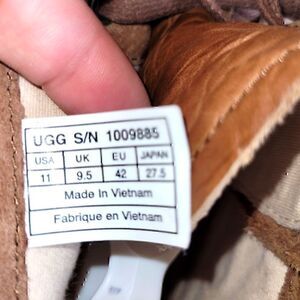 UGG S/N 1009885
USA UK EU JAPAN
11 9.5 42 27.5
Made in Vietnam
Fabrique en Vietnam